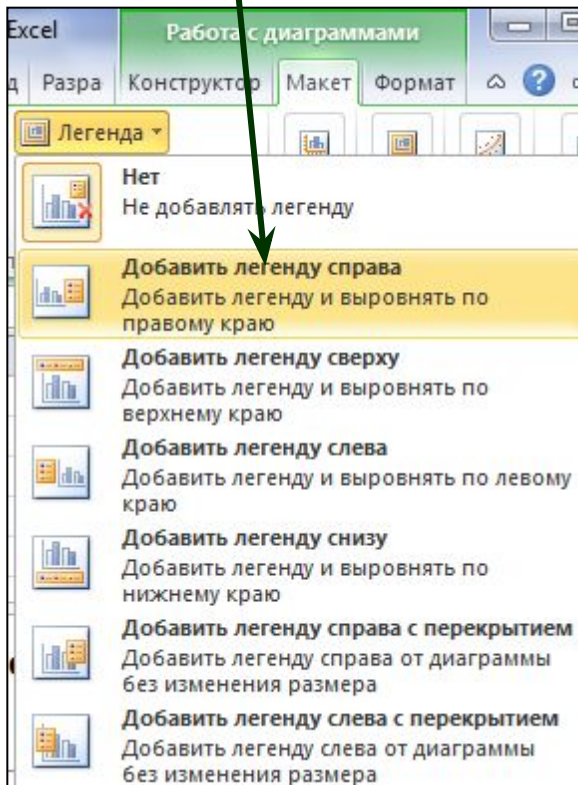 Excel Работа с диаграммами
д Разра Конструктор Макет Формат
Легенда
Нет
Не добавлять легенду
Добавить легенду справа
Добавить легенду и выровнять по
правому краю
Добавить легенду сверху
Добавить легенду и выровнять по
верхнему краю
Добавить легенду слева
Добавить легенду и выровнять по левому
краю
Добавить легенду снизу
Добавить легенду и выровнять по
нижнему краю
Добавить легенду справа с перекрытием
Добавить легенду справа от диаграммы
без изменения размера
Добавить легенду слева с перекрытием
Добавить легенду слева от диаграммы
без изменения размера